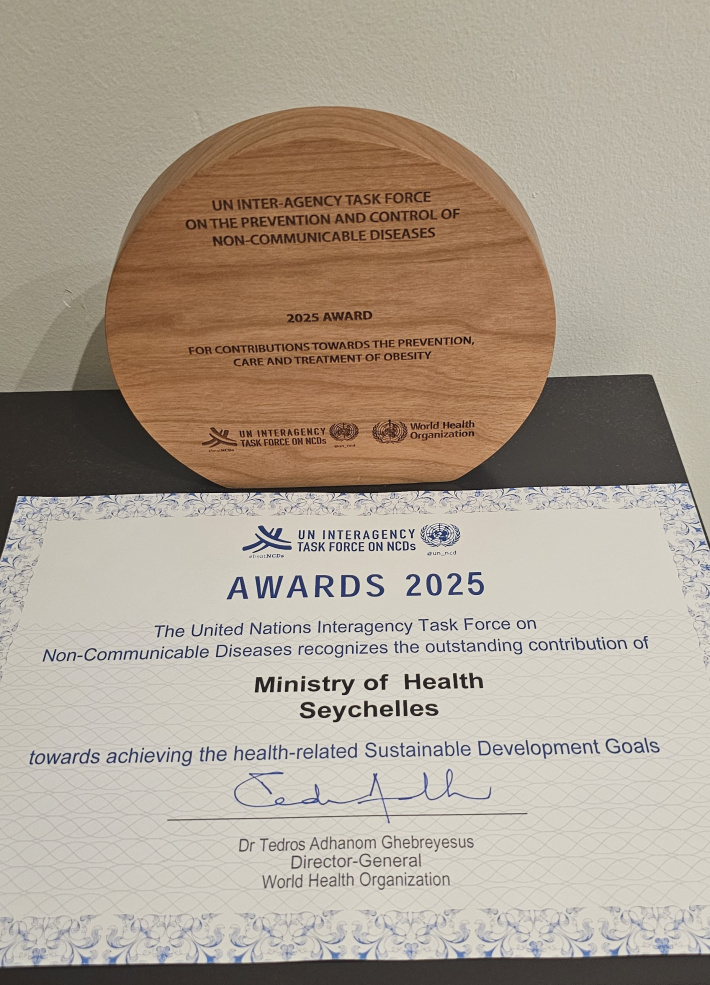 UN INTER-AGENCY TASK FORCE
ON THE PREVENTION AND CONTROL OF
NON-COMMUNICABLE DISEASES
2025 AWARD
FOR CONTRIBUTIONS TOWARDS THE PREVENTION,
CARE AND TREATMENT OF OBESITY
UN INTERAGENCY
TASK FORCE ON NCDs
#beatNCDs
@un_ncd
World Health
Organization
UN INTERAGENCY
TASK FORCE ON NCDs
#beatNCDs
@un_ncd
AWARDS 2025
The United Nations Interagency Task Force on
Non-Communicable Diseases recognizes the outstanding contribution of
Ministry of Health
Seychelles
towards achieving the health-related Sustainable Development Goals
Dr Tedros Adhanom Ghebreyesus
Director-General
World Health Organization